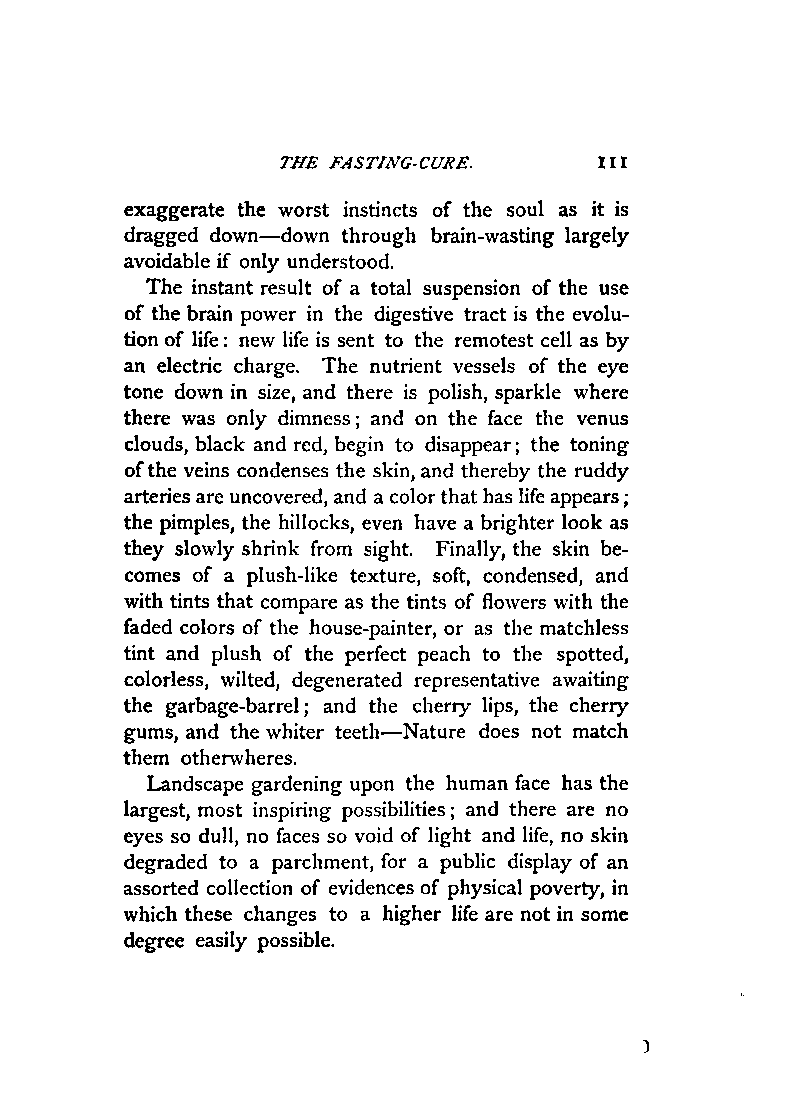 THE FASTING-CURE. 111
exaggerate the worst instincts of the soul as it is
dragged down—down through brain-wasting largely
avoidable if only understood.
The instant result of a total suspension of the use
of the brain power in the digestive tract is the evolu-
tion of life: new life is sent to the remotest cell as by
an electric charge. The nutrient vessels of the eye
tone down in size, and there is polish, sparkle where
there was only dimness; and on the face the venus
clouds, black and red, begin to disappear; the toning
of the veins condenses the skin, and thereby the ruddy
arteries are uncovered, and a color that has life appears;
the pimples, the hillocks, even have a brighter look as
they slowly shrink from sight. Finally, the skin be-
comes of a plush-like texture, soft, condensed, and
with tints that compare as the tints of flowers with the
faded colors of the house-painter, or as the matchless
tint and plush of the perfect peach to the spotted,
colorless, wilted, degenerated representative awaiting
the garbage-barrel; and the cherry lips, the cherry
gums, and the whiter teeth—Nature does not match
them otherwheres.
Landscape gardening upon the human face has the
largest, most inspiring possibilities; and there are no
eyes so dull, no faces so void of light and life, no skin
degraded to a parchment, for a public display of an
assorted collection of evidences of physical poverty, in
which these changes to a higher life are not in some
degree easily possible.